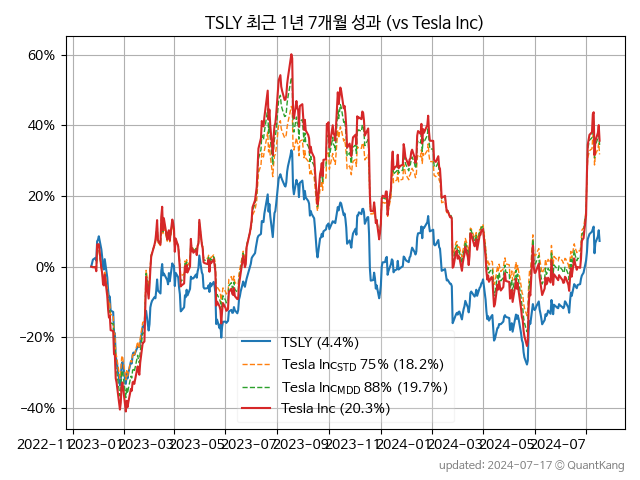 TSLY 최근 1년 7개월 성과 (vs Tesla Inc)
60%
40%
20%
0%
−20%
−40%
TSLY (4.4%)
Tesla Inc_STD 75% (18.2%)
Tesla Inc_MDD 88% (19.7%)
Tesla Inc (20.3%)
2022−11 2023−01 2023−03 2023−05 2023−07 2023−09 2023−11 2024−01 2024−03 2024−05 2024−07
updated: 2024-07-17 © QuantKang